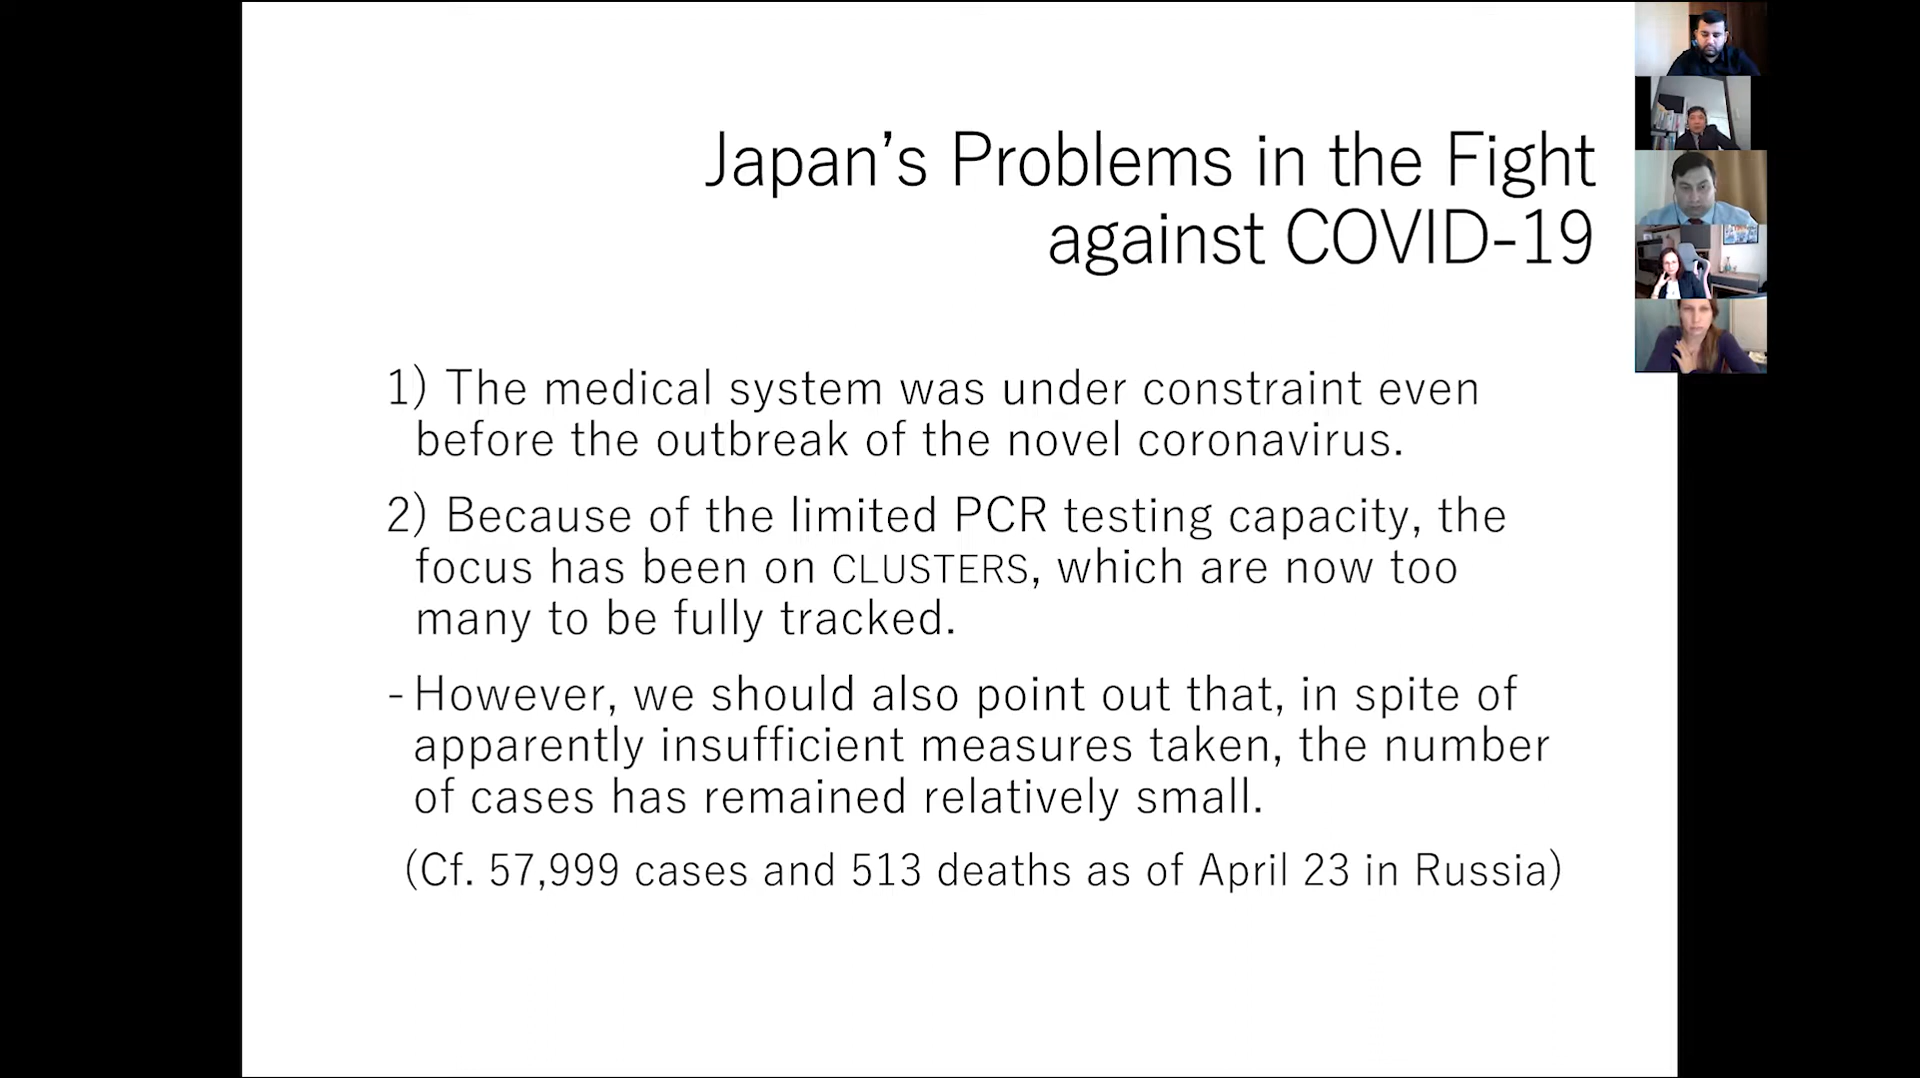 Japan’s Problems in the Fight
against COVID-19
1) The medical system was under constraint even
before the outbreak of the novel coronavirus.
2) Because of the limited PCR testing capacity, the
focus has been on CLUSTERS, which are now too
many to be fully tracked.
- However, we should also point out that, in spite of
apparently insufficient measures taken, the number
of cases has remained relatively small.
(Cf. 57,999 cases and 513 deaths as of April 23 in Russia)